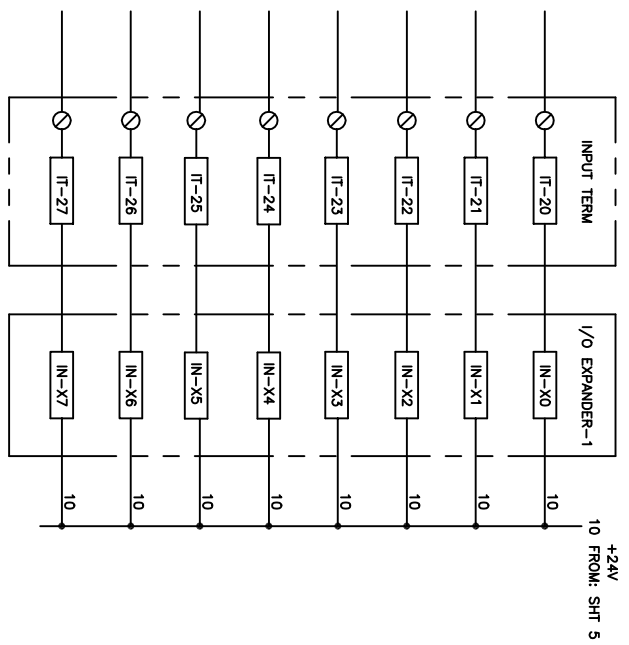 +24V
10 FROM: SHT 5
INPUT TERM
I/O EXPANDER-1
IT-20
IN-X0
10
IT-21
IN-X1
10
IT-22
IN-X2
10
IT-23
IN-X3
10
IT-24
IN-X4
10
IT-25
IN-X5
10
IT-26
IN-X6
10
IT-27
IN-X7
10